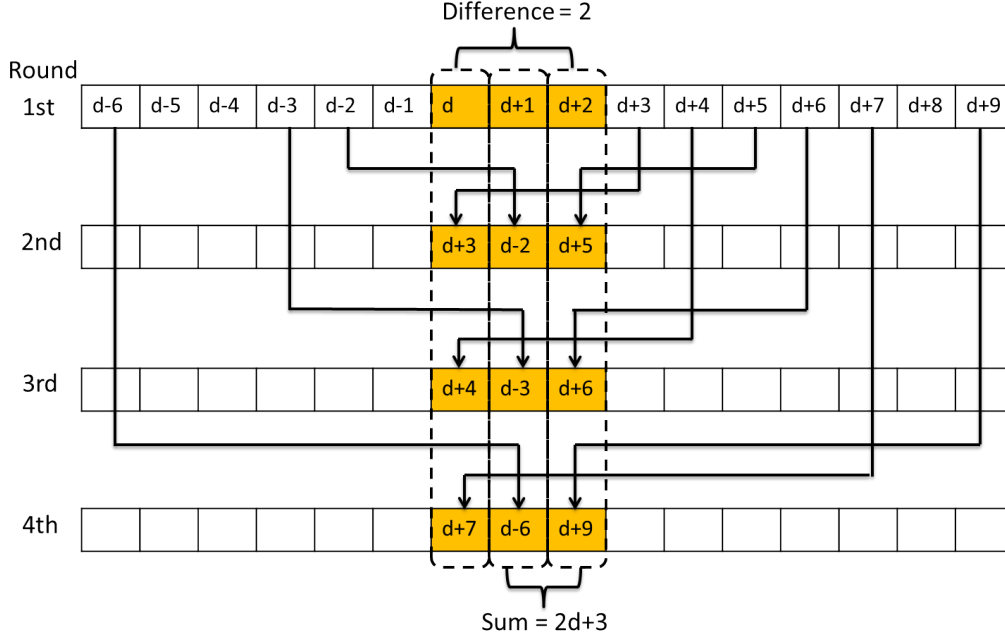 Difference = 2
Round
1st d-6 d-5 d-4 d-3 d-2 d-1 d d+1 d+2 d+3 d+4 d+5 d+6 d+7 d+8 d+9
2nd d+3 d-2 d+5
3rd d+4 d-3 d+6
4th d+7 d-6 d+9
Sum = 2d+3